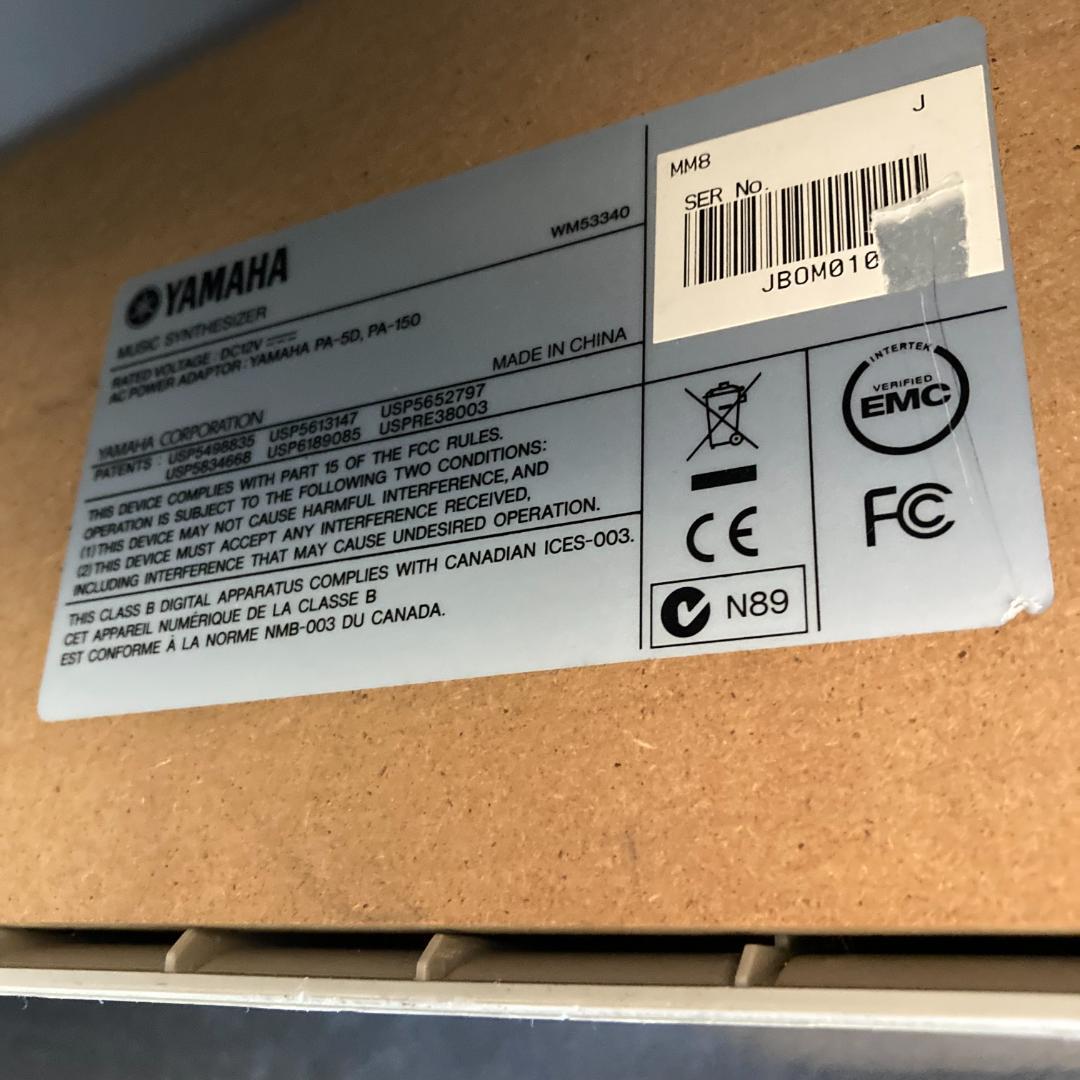 YAMAHA
MUSIC SYNTHESIZER
WM53340
RATED VOLTAGE : DC12V
AC POWER ADAPTOR : YAMAHA PA-5D, PA-150
MADE IN CHINA
YAMAHA CORPORATION
PATENTS : USP5498835 USP5613147 USP5652797
USP5834668 USP6189085 USPRE38003
THIS DEVICE COMPLIES WITH PART 15 OF THE FCC RULES.
OPERATION IS SUBJECT TO THE FOLLOWING TWO CONDITIONS:
(1) THIS DEVICE MAY NOT CAUSE HARMFUL INTERFERENCE, AND
(2) THIS DEVICE MUST ACCEPT ANY INTERFERENCE RECEIVED,
INCLUDING INTERFERENCE THAT MAY CAUSE UNDESIRED OPERATION.
THIS CLASS B DIGITAL APPARATUS COMPLIES WITH CANADIAN ICES-003.
CET APPAREIL NUMÉRIQUE DE LA CLASSE B
EST CONFORME À LA NORME NMB-003 DU CANADA.
J
MM8
SER No.
JBOM010
INTERTEK
VERIFIED
EMC
CE
FC
N89